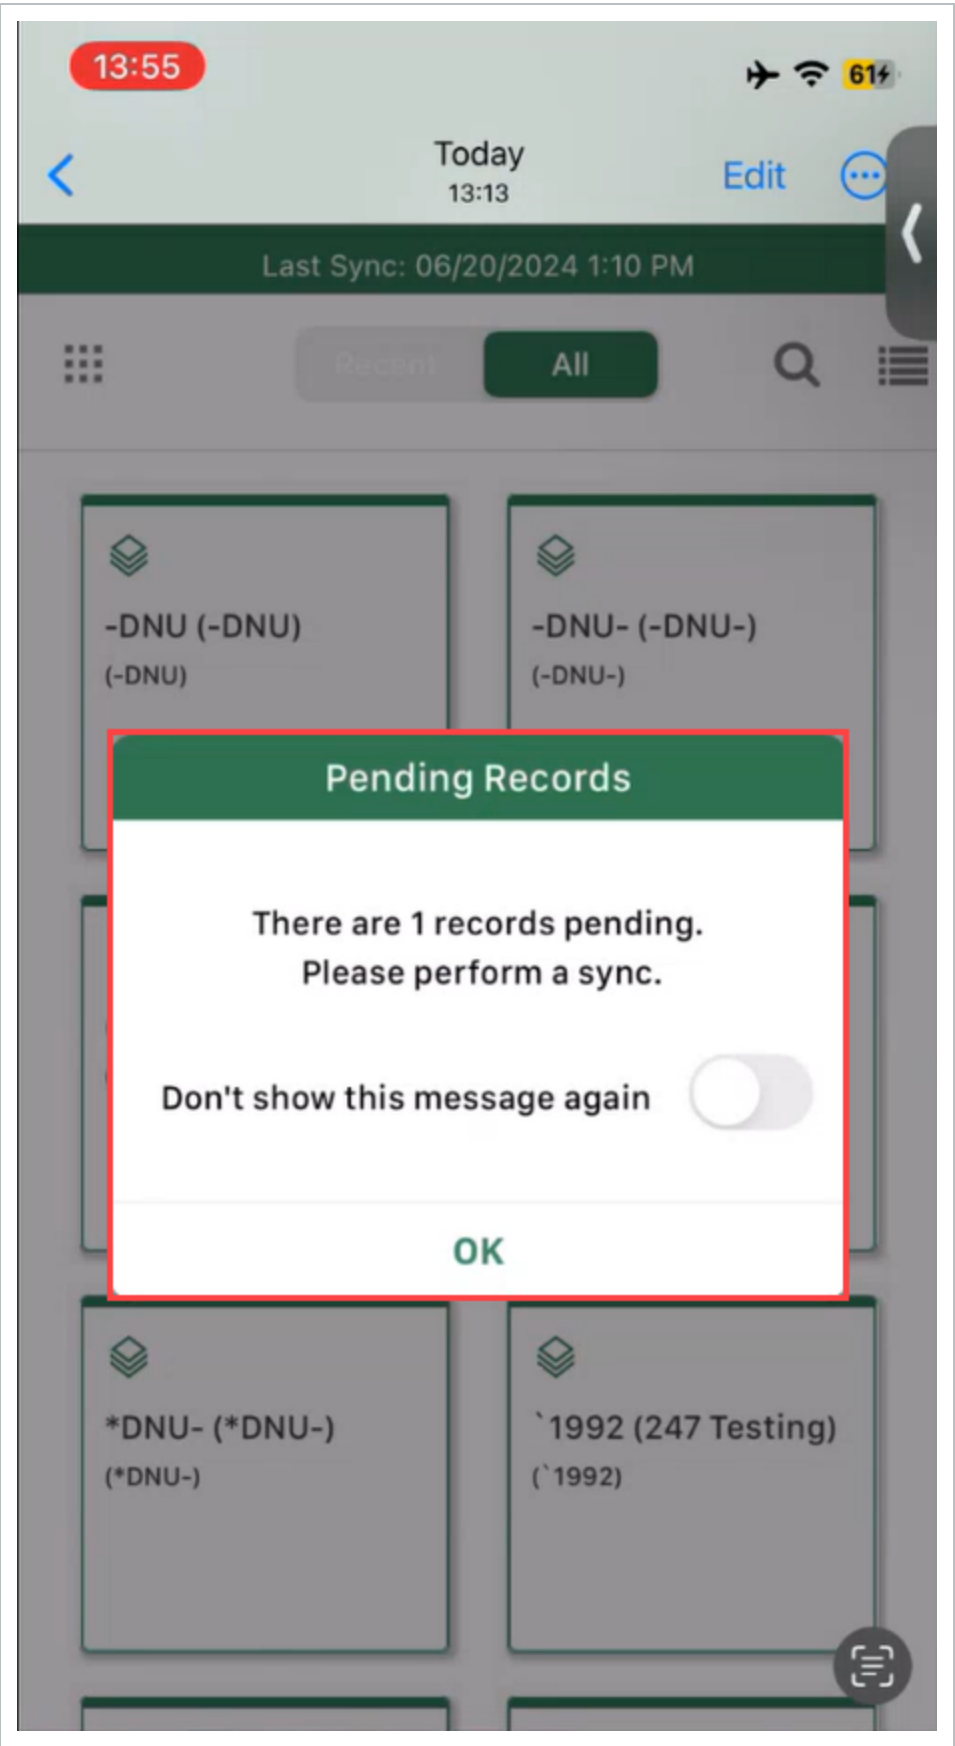 13:55
61
Today
13:13
Edit
Last Sync: 06/20/2024 1:10 PM
Recent
All
-DNU (-DNU)
(-DNU)
-DNU- (-DNU-)
(-DNU-)
Pending Records
There are 1 records pending.
Please perform a sync.
Don't show this message again
OK
*DNU- (*DNU-)
(*DNU-)
`1992 (247 Testing)
(`1992)